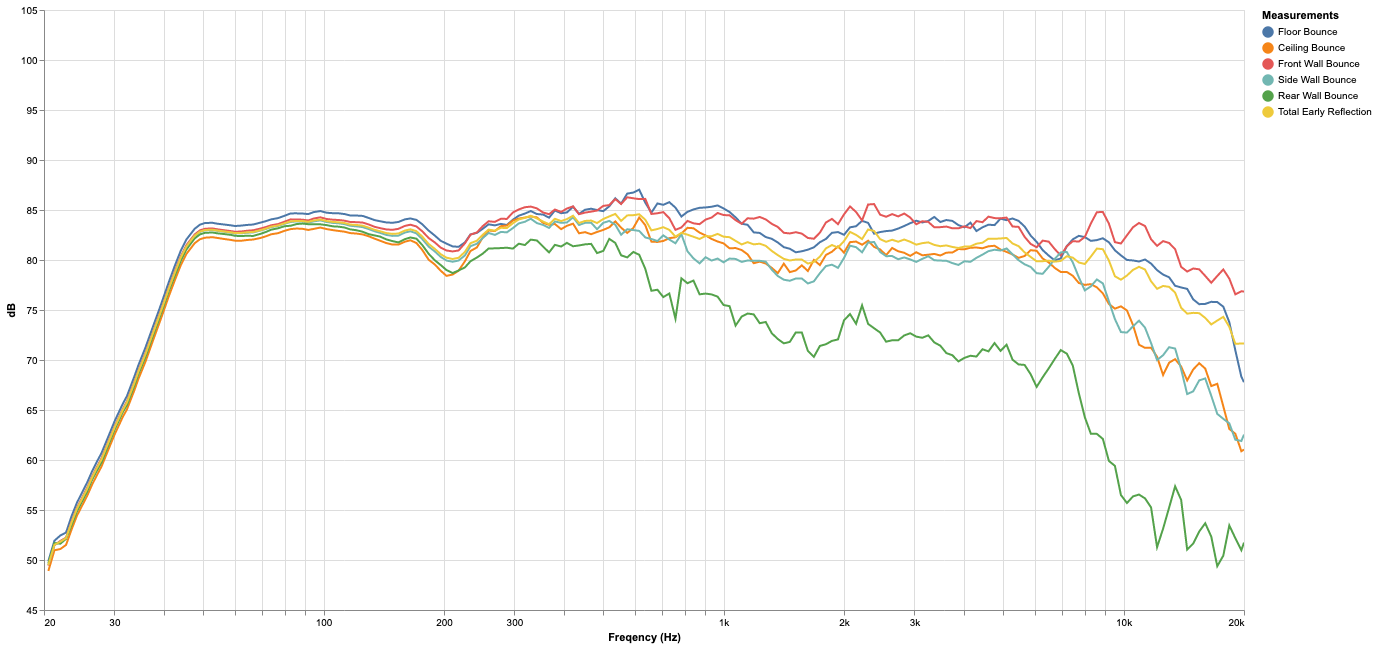 105
100
95
90
85
80
75
70
65
60
55
50
45
dB
20
30
100
200
300
1k
2k
3k
10k
20k
Freqency (Hz)
Measurements
Floor Bounce
Ceiling Bounce
Front Wall Bounce
Side Wall Bounce
Rear Wall Bounce
Total Early Reflection